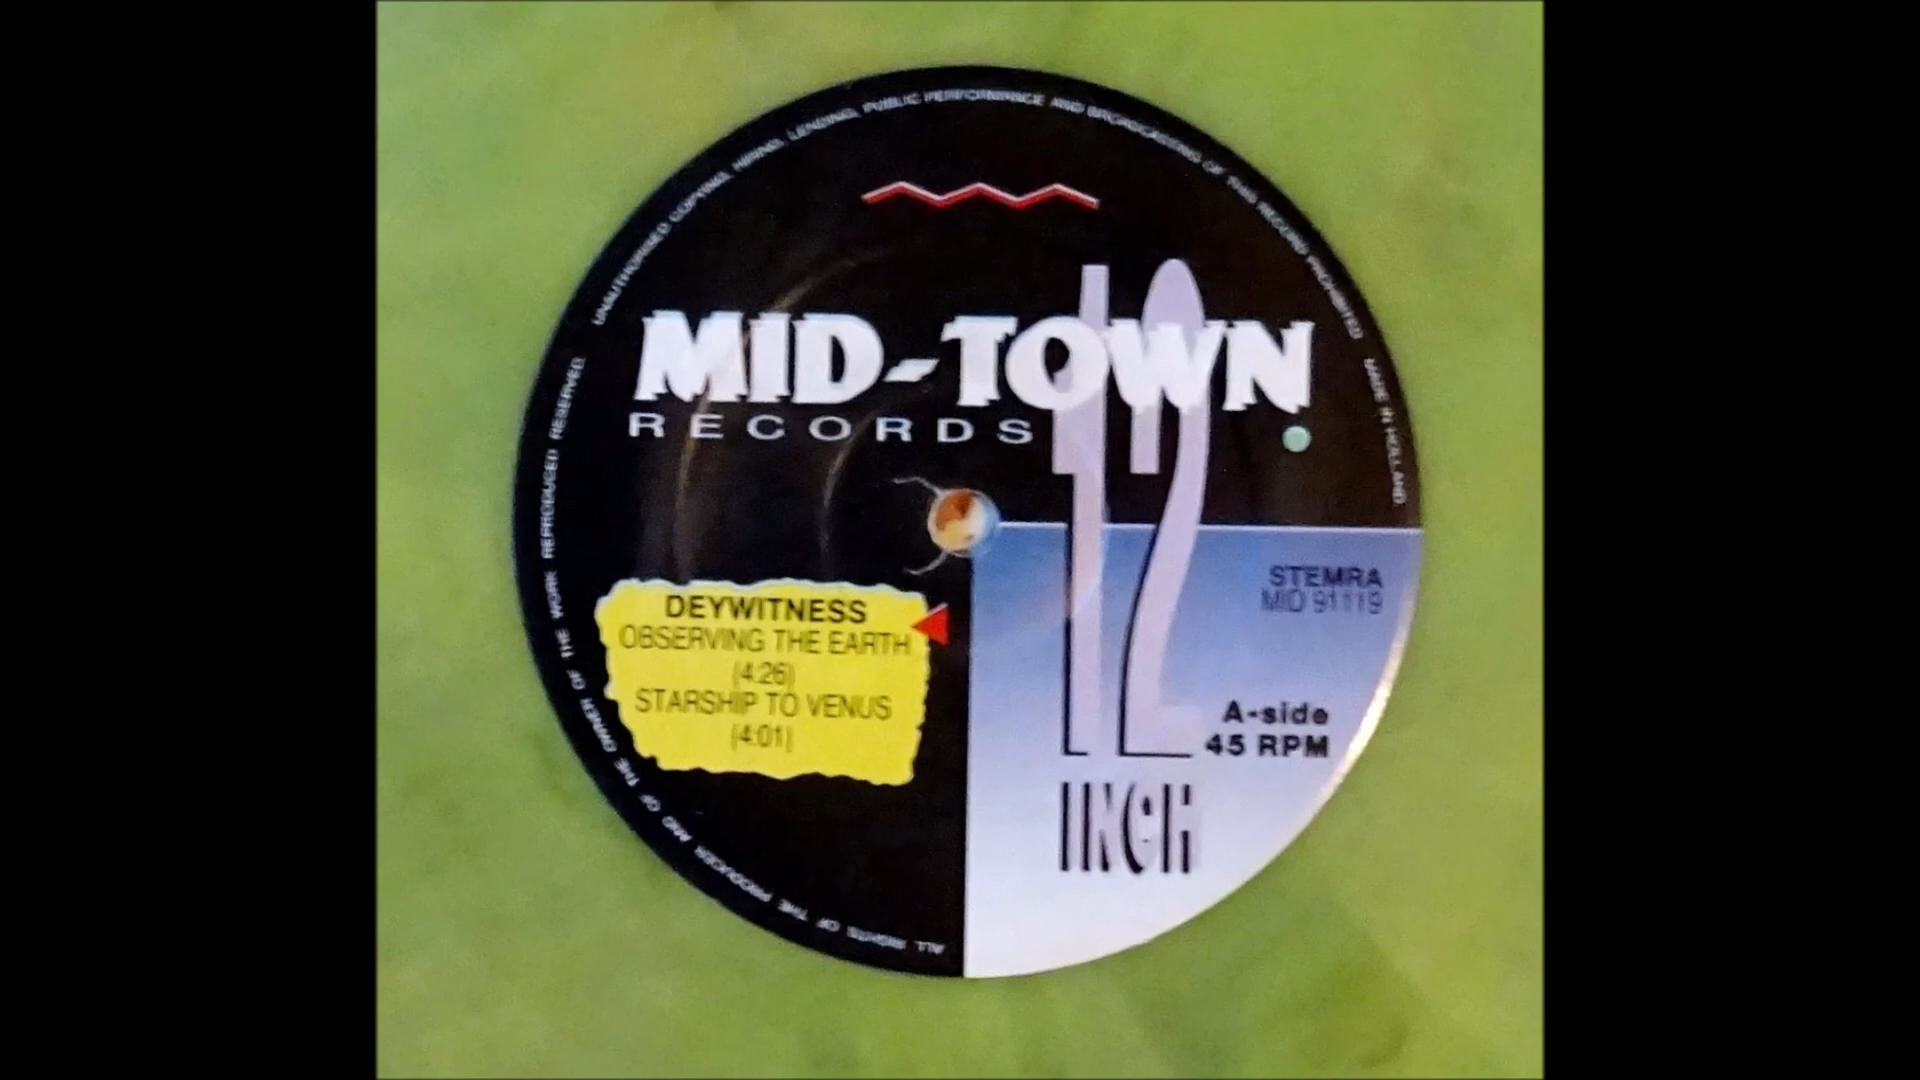 UNAUTHORISED COPYING, HIRING, LENDING, PUBLIC PERFORMANCE AND BROADCASTING OF THIS RECORD PROHIBITED MADE IN HOLLAND
MID-TOWN
RECORDS
12
INCH
STEMRA
MID 91119
DEYWITNESS
OBSERVING THE EARTH
(4:26)
STARSHIP TO VENUS
(4:01)
A-side
45 RPM
ALL RIGHTS OF THE PRODUCER AND OF THE OWNER OF THE WORK REPRODUCED RESERVED